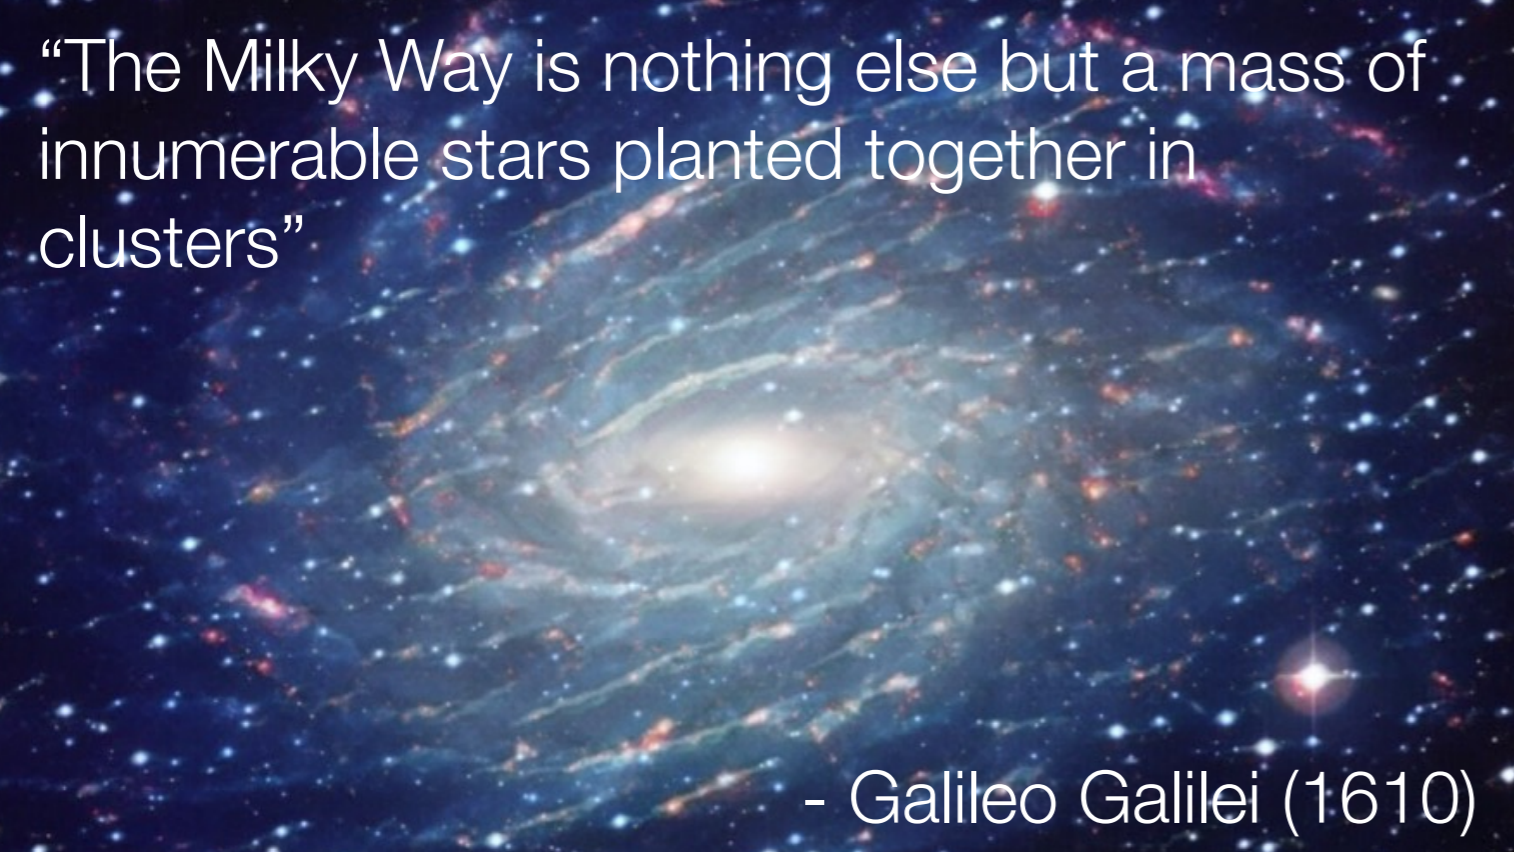 “The Milky Way is nothing else but a mass of
innumerable stars planted together in
clusters”
- Galileo Galilei (1610)